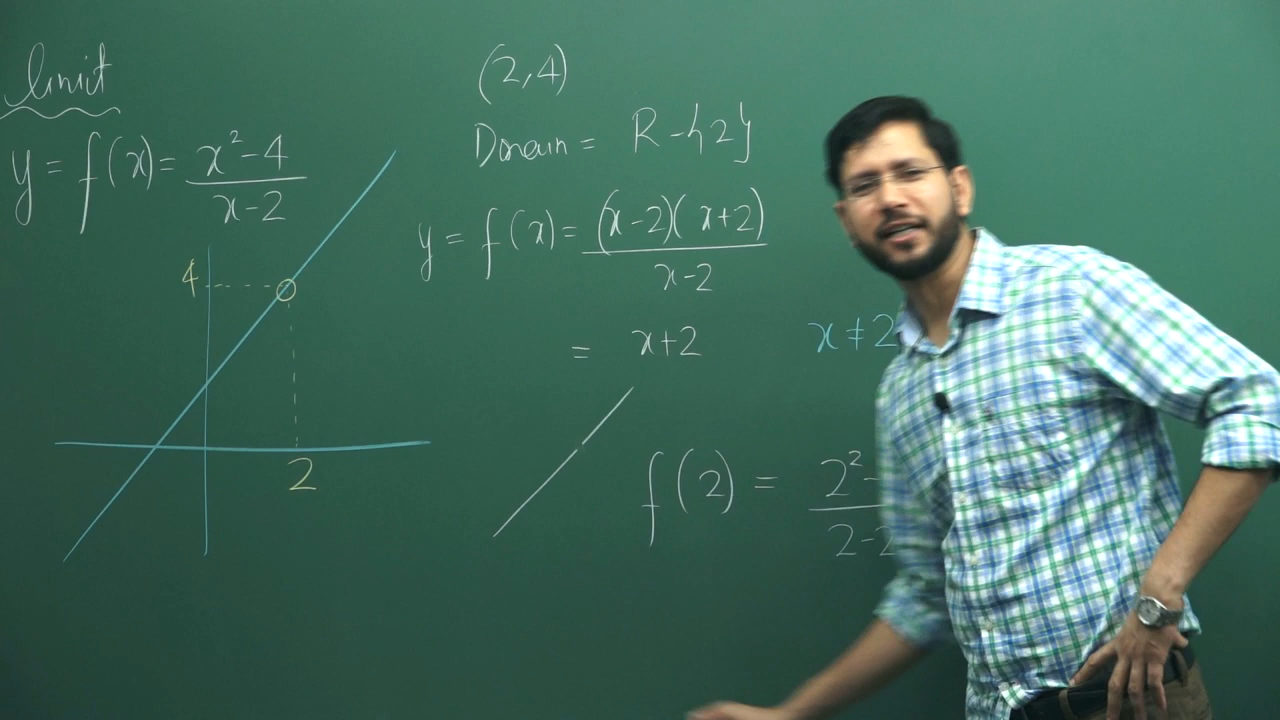 limit
y = f(x) = x²-4 / x-2
4
2
(2,4)
Domain = R-{2}
y = f(x) = (x-2)(x+2) / x-2
= x+2
x ≠ 2
f(2) = 2²- / 2-2